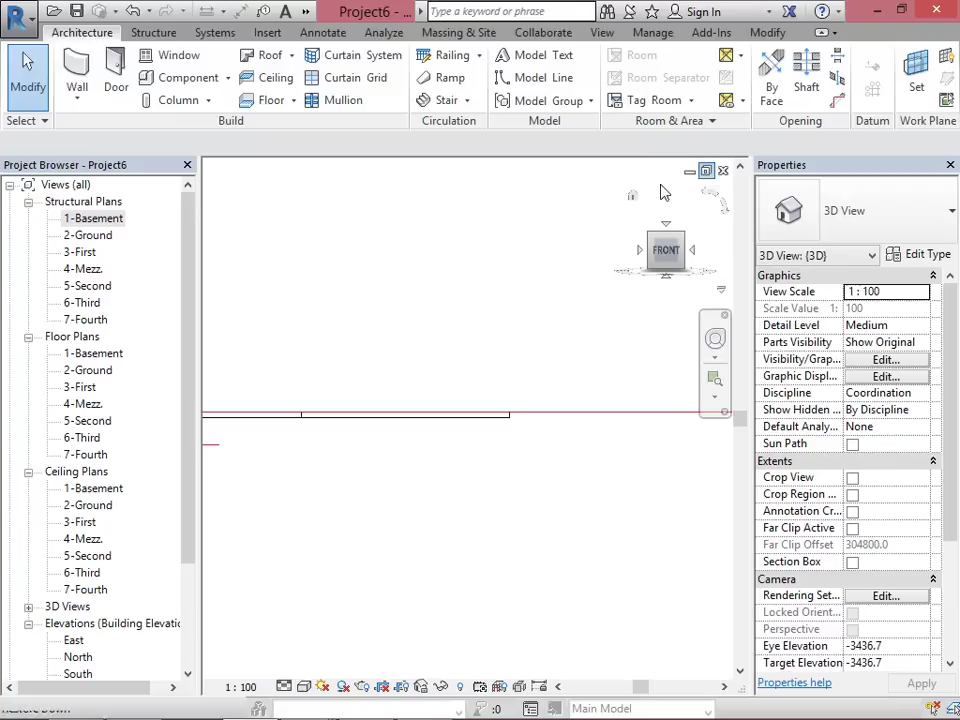 Project6 - ...
Type a keyword or phrase
Sign In
Architecture Structure Systems Insert Annotate Analyze Massing & Site Collaborate View Manage Add-Ins Modify
Modify
Wall
Door
Window
Component
Column
Roof
Ceiling
Floor
Curtain System
Curtain Grid
Mullion
Railing
Ramp
Stair
Model Text
Model Line
Model Group
Room
Room Separator
Tag Room
By
Face
Shaft
Set
Select Build Circulation Model Room & Area Opening Datum Work Plane
Project Browser - Project6
Views (all)
Structural Plans
1-Basement
2-Ground
3-First
4-Mezz.
5-Second
6-Third
7-Fourth
Floor Plans
1-Basement
2-Ground
3-First
4-Mezz.
5-Second
6-Third
7-Fourth
Ceiling Plans
1-Basement
2-Ground
3-First
4-Mezz.
5-Second
6-Third
7-Fourth
3D Views
Elevations (Building Elevatic
East
North
South
FRONT
Properties
3D View
3D View: {3D} Edit Type
Graphics
View Scale 1 : 100
Scale Value 1: 100
Detail Level Medium
Parts Visibility Show Original
Visibility/Grap... Edit...
Graphic Displ... Edit...
Discipline Coordination
Show Hidden ... By Discipline
Default Analy... None
Sun Path
Extents
Crop View
Crop Region ...
Annotation Cr...
Far Clip Active
Far Clip Offset 304800.0
Section Box
Camera
Rendering Set... Edit...
Locked Orient...
Perspective
Eye Elevation -3436.7
Target Elevation -3436.7
Properties help Apply
1 : 100
:0 Main Model